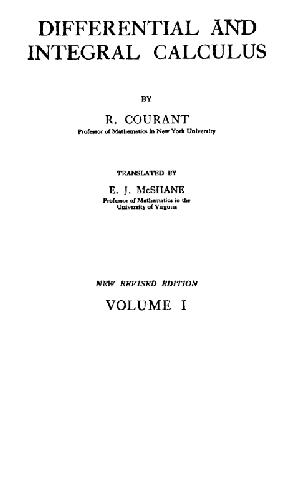 DIFFERENTIAL AND
INTEGRAL CALCULUS
BY
R. COURANT
Professor of Mathematics in New York University
TRANSLATED BY
E. J. McSHANE
Professor of Mathematics in the
University of Virginia
NEW REVISED EDITION
VOLUME I